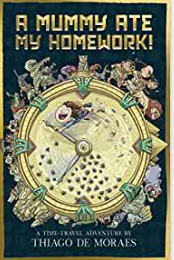 A MUMMY ATE
MY HOMEWORK!
A TIME-TRAVEL ADVENTURE BY
THIAGO DE MORAES